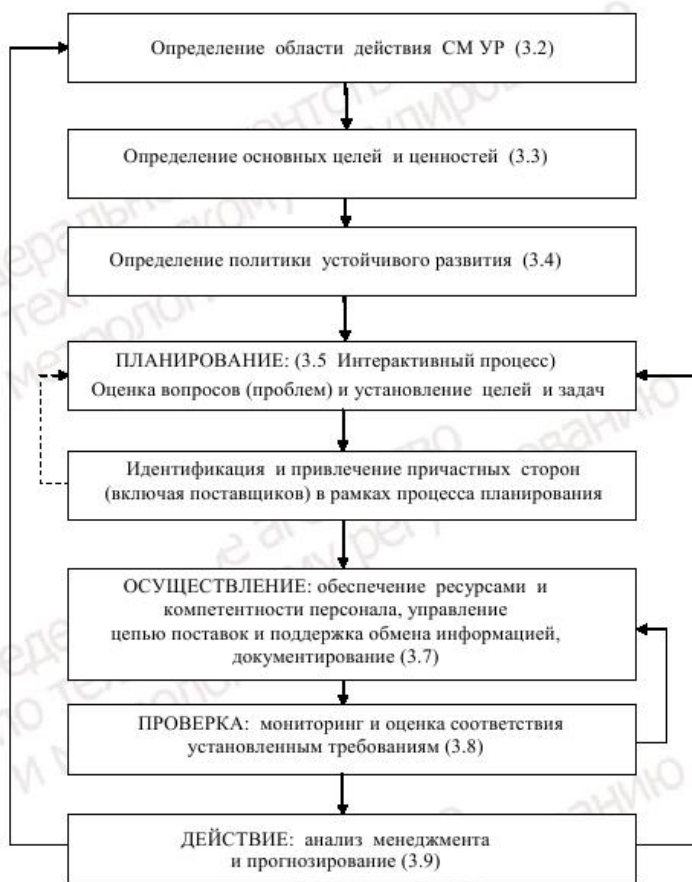 Определение области действия СМ УР (3.2)
Определение основных целей и ценностей (3.3)
Определение политики устойчивого развития (3.4)
ПЛАНИРОВАНИЕ: (3.5 Интерактивный процесс)
Оценка вопросов (проблем) и установление целей и задач
Идентификация и привлечение причастных сторон
(включая поставщиков) в рамках процесса планирования
ОСУЩЕСТВЛЕНИЕ: обеспечение ресурсами и
компетентности персонала, управление
цепью поставок и поддержка обмена информацией,
документирование (3.7)
ПРОВЕРКА: мониторинг и оценка соответствия
установленным требованиям (3.8)
ДЕЙСТВИЕ: анализ менеджмента
и прогнозирование (3.9)